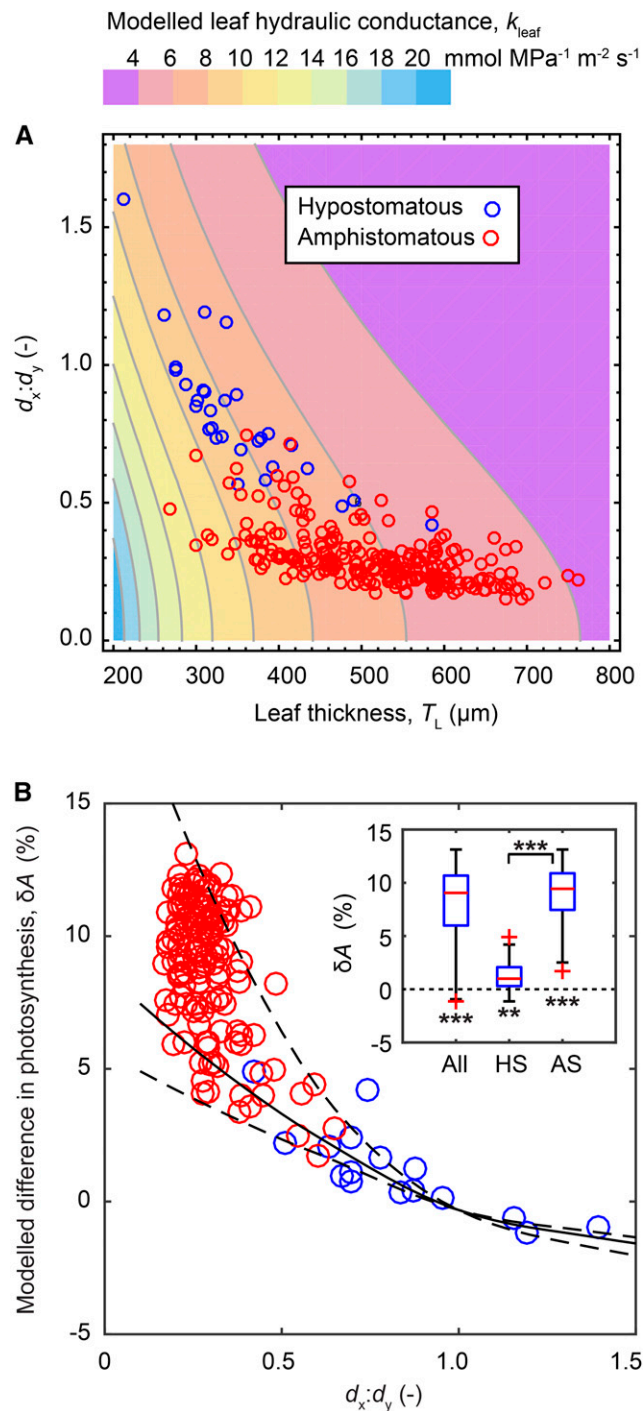 Modelled leaf hydraulic conductance, kleaf
4 6 8 10 12 14 16 18 20 mmol MPa⁻¹ m⁻² s⁻¹
A
Hypostomatous
Amphistomatous
1.5
1.0
0.5
0.0
dx:dy (-)
200 300 400 500 600 700 800
Leaf thickness, TL (μm)
B
15
10
5
0
-5
Modelled difference in photosynthesis, δA (%)
15
10
5
0
-5
δA (%)
***
*** ** ***
All HS AS
0 0.5 1.0 1.5
dx:dy (-)